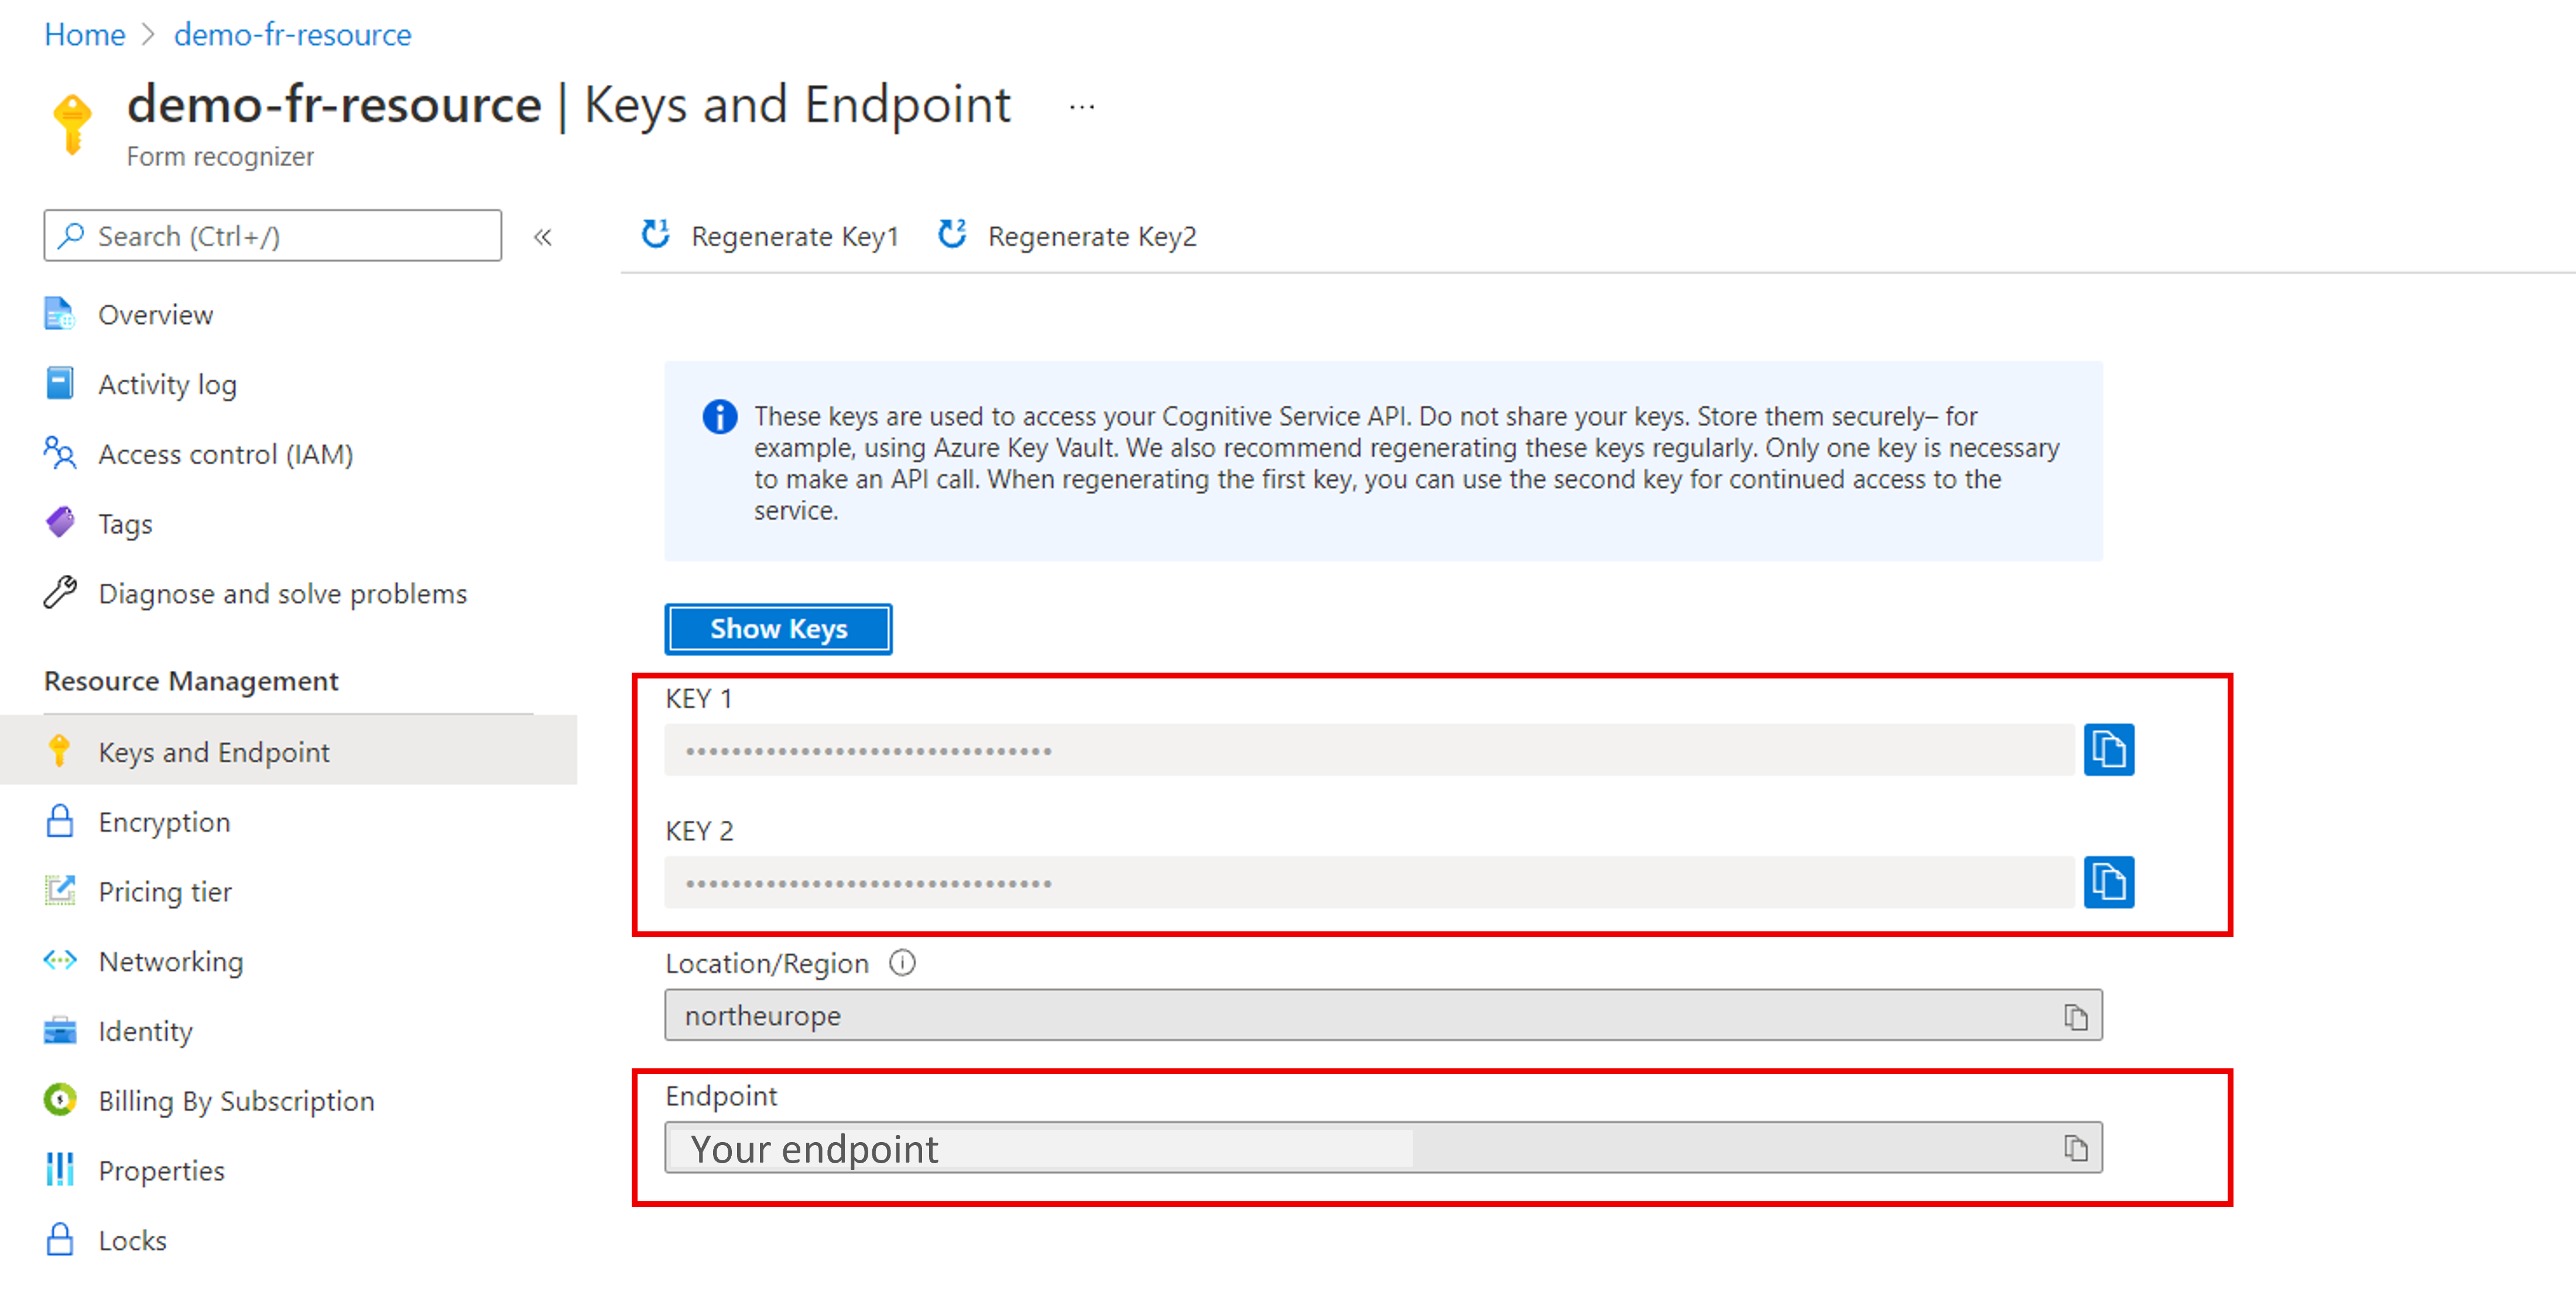 Home > demo-fr-resource
demo-fr-resource | Keys and Endpoint ...
Form recognizer
Search (Ctrl+/) «
Overview
Activity log
Access control (IAM)
Tags
Diagnose and solve problems
Resource Management
Keys and Endpoint
Encryption
Pricing tier
Networking
Identity
Billing By Subscription
Properties
Locks
1 Regenerate Key1 2 Regenerate Key2
These keys are used to access your Cognitive Service API. Do not share your keys. Store them securely– for
example, using Azure Key Vault. We also recommend regenerating these keys regularly. Only one key is necessary
to make an API call. When regenerating the first key, you can use the second key for continued access to the
service.
Show Keys
KEY 1
••••••••••••••••••••••••••••••••
KEY 2
••••••••••••••••••••••••••••••••
Location/Region
northeurope
Endpoint
Your endpoint